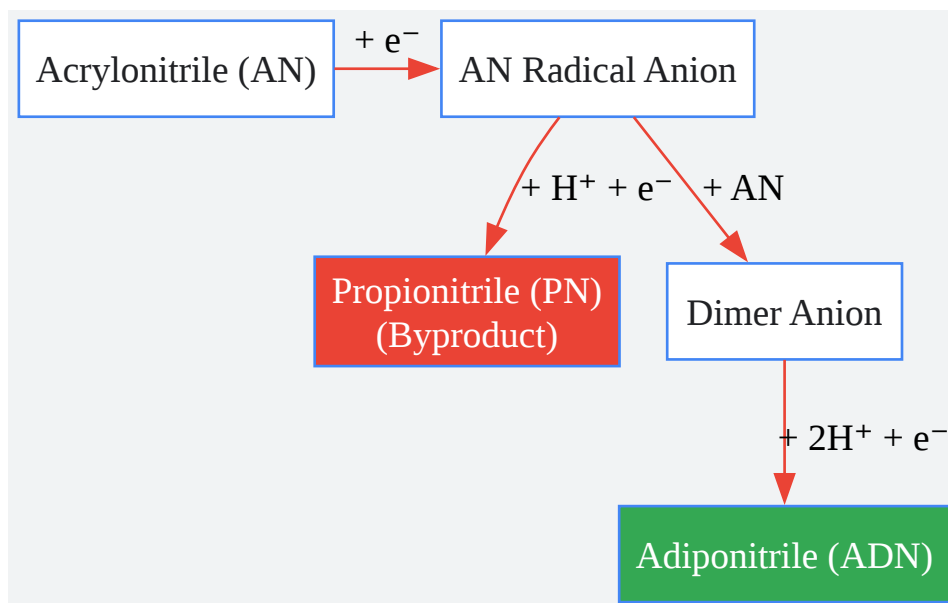 Acrylonitrile (AN)
+ e⁻
AN Radical Anion
+ H⁺ + e⁻
+ AN
Propionitrile (PN)
(Byproduct)
Dimer Anion
+ 2H⁺ + e⁻
Adiponitrile (ADN)